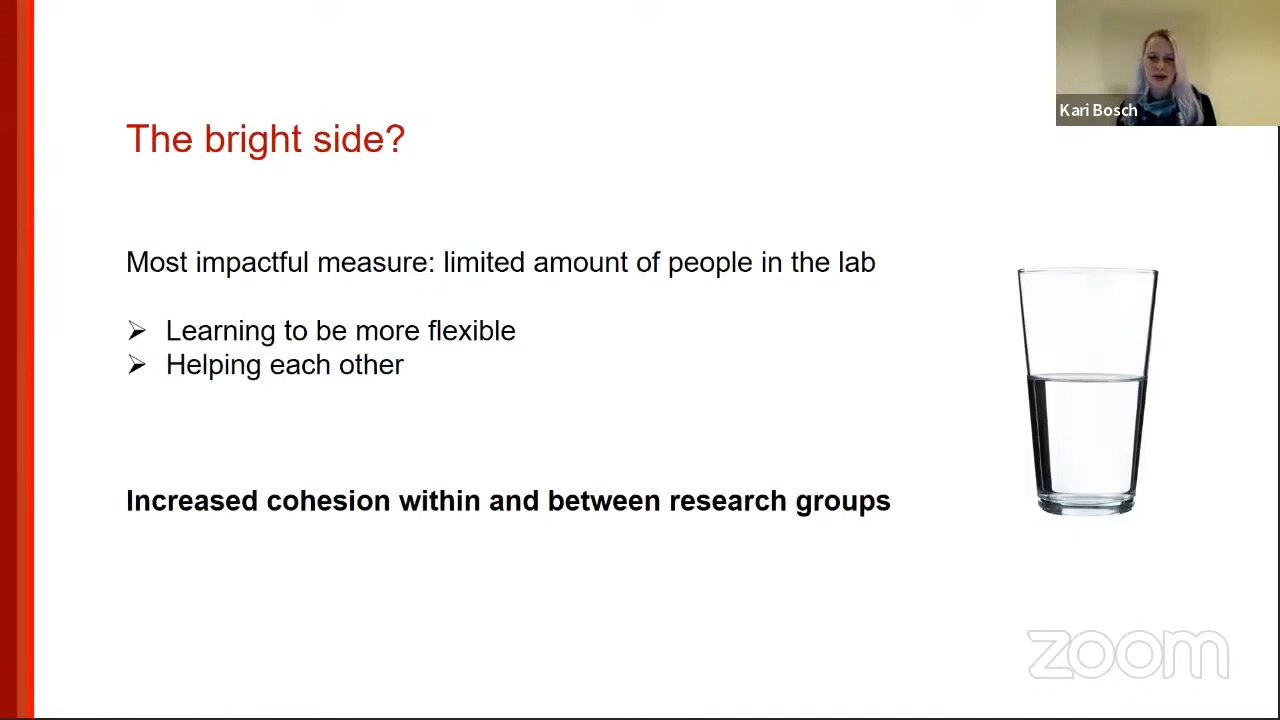 Kari Bosch
The bright side?
Most impactful measure: limited amount of people in the lab
➢ Learning to be more flexible
➢ Helping each other
Increased cohesion within and between research groups
zoom